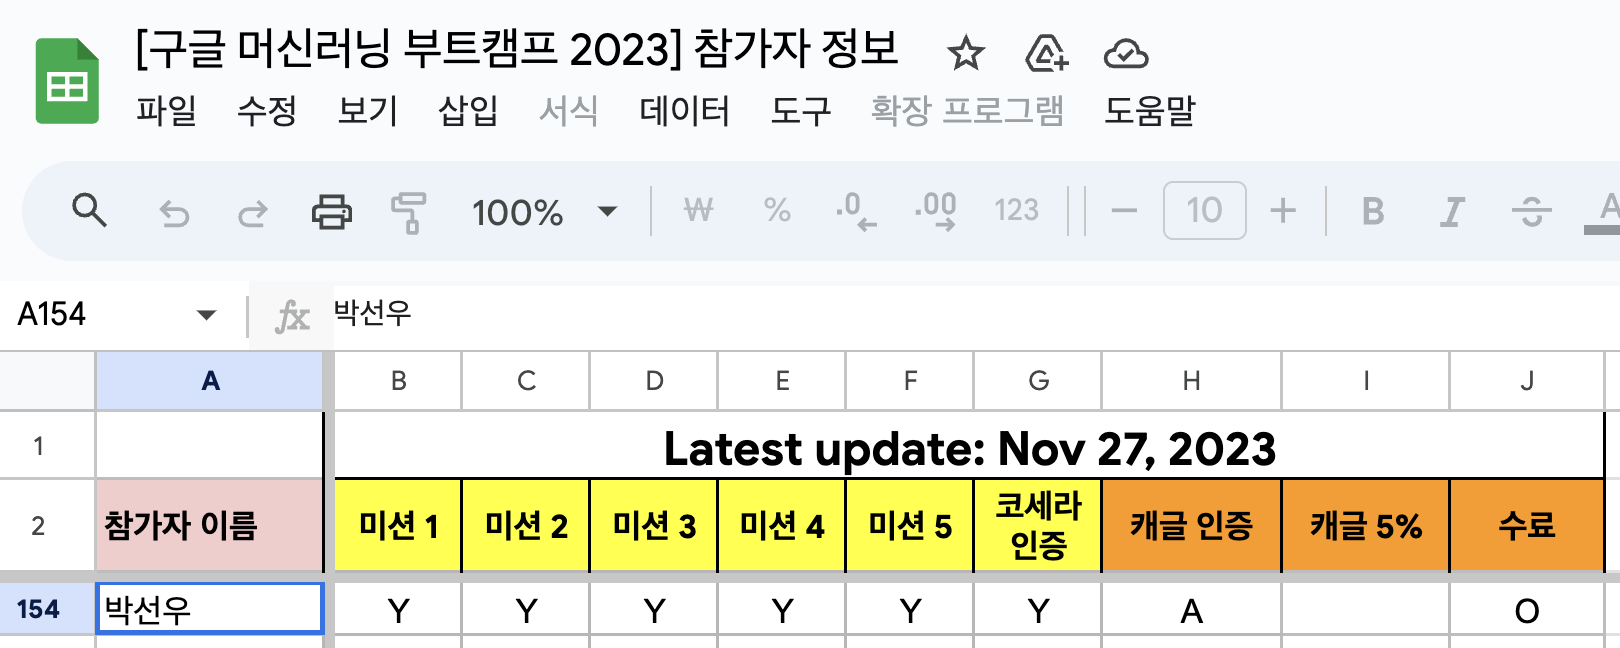 [구글 머신러닝 부트캠프 2023] 참가자 정보
파일 수정 보기 삽입 서식 데이터 도구 확장 프로그램 도움말
100% ₩ % .0 .00 123 10 B I S A
A154 fx 박선우
A B C D E F G H I J
1 Latest update: Nov 27, 2023
2 참가자 이름 미션 1 미션 2 미션 3 미션 4 미션 5 코세라 인증 캐글 인증 캐글 5% 수료
154 박선우 Y Y Y Y Y Y A O